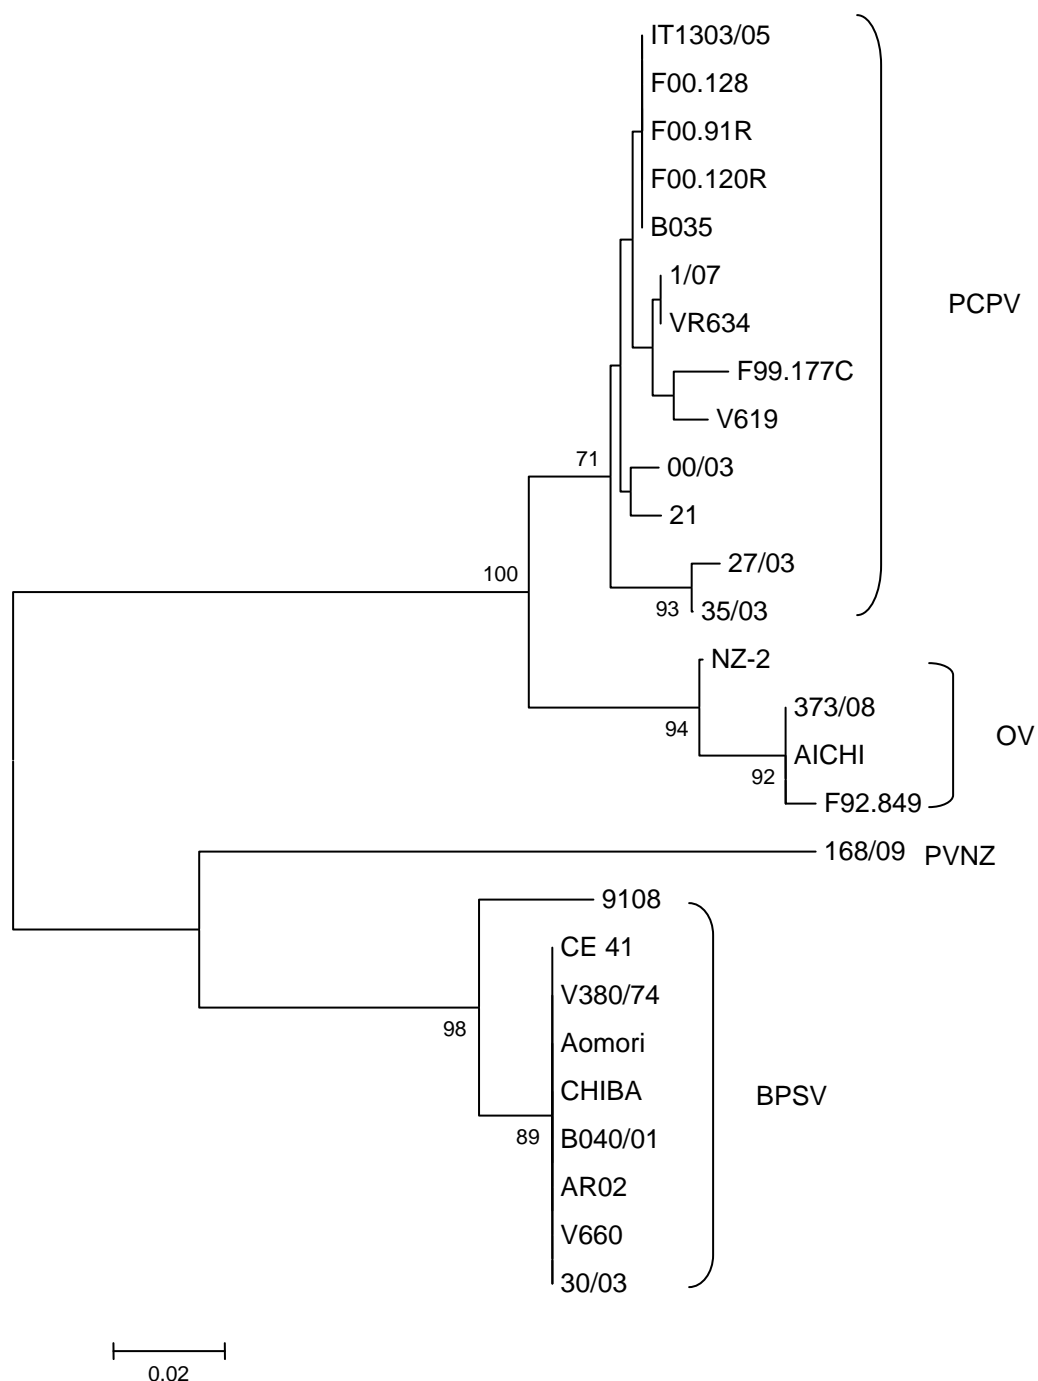 IT1303/05
F00.128
F00.91R
F00.120R
B035
1/07
PCPV
VR634
F99.177C
V619
71
00/03
21
27/03
100
93
35/03
NZ-2
373/08
94
OV
AICHI
92
F92.849
168/09 PVNZ
9108
CE 41
V380/74
98
Aomori
CHIBA
BPSV
89
B040/01
AR02
V660
30/03
0.02